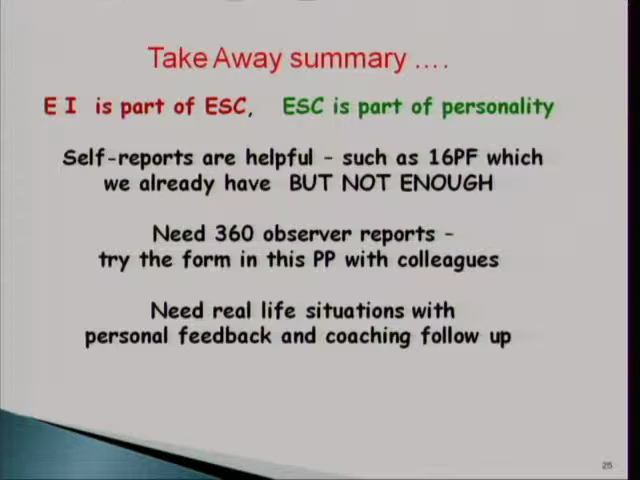 Take Away summary ....
E I is part of ESC, ESC is part of personality
Self-reports are helpful - such as 16PF which
we already have BUT NOT ENOUGH
Need 360 observer reports -
try the form in this PP with colleagues
Need real life situations with
personal feedback and coaching follow up
25